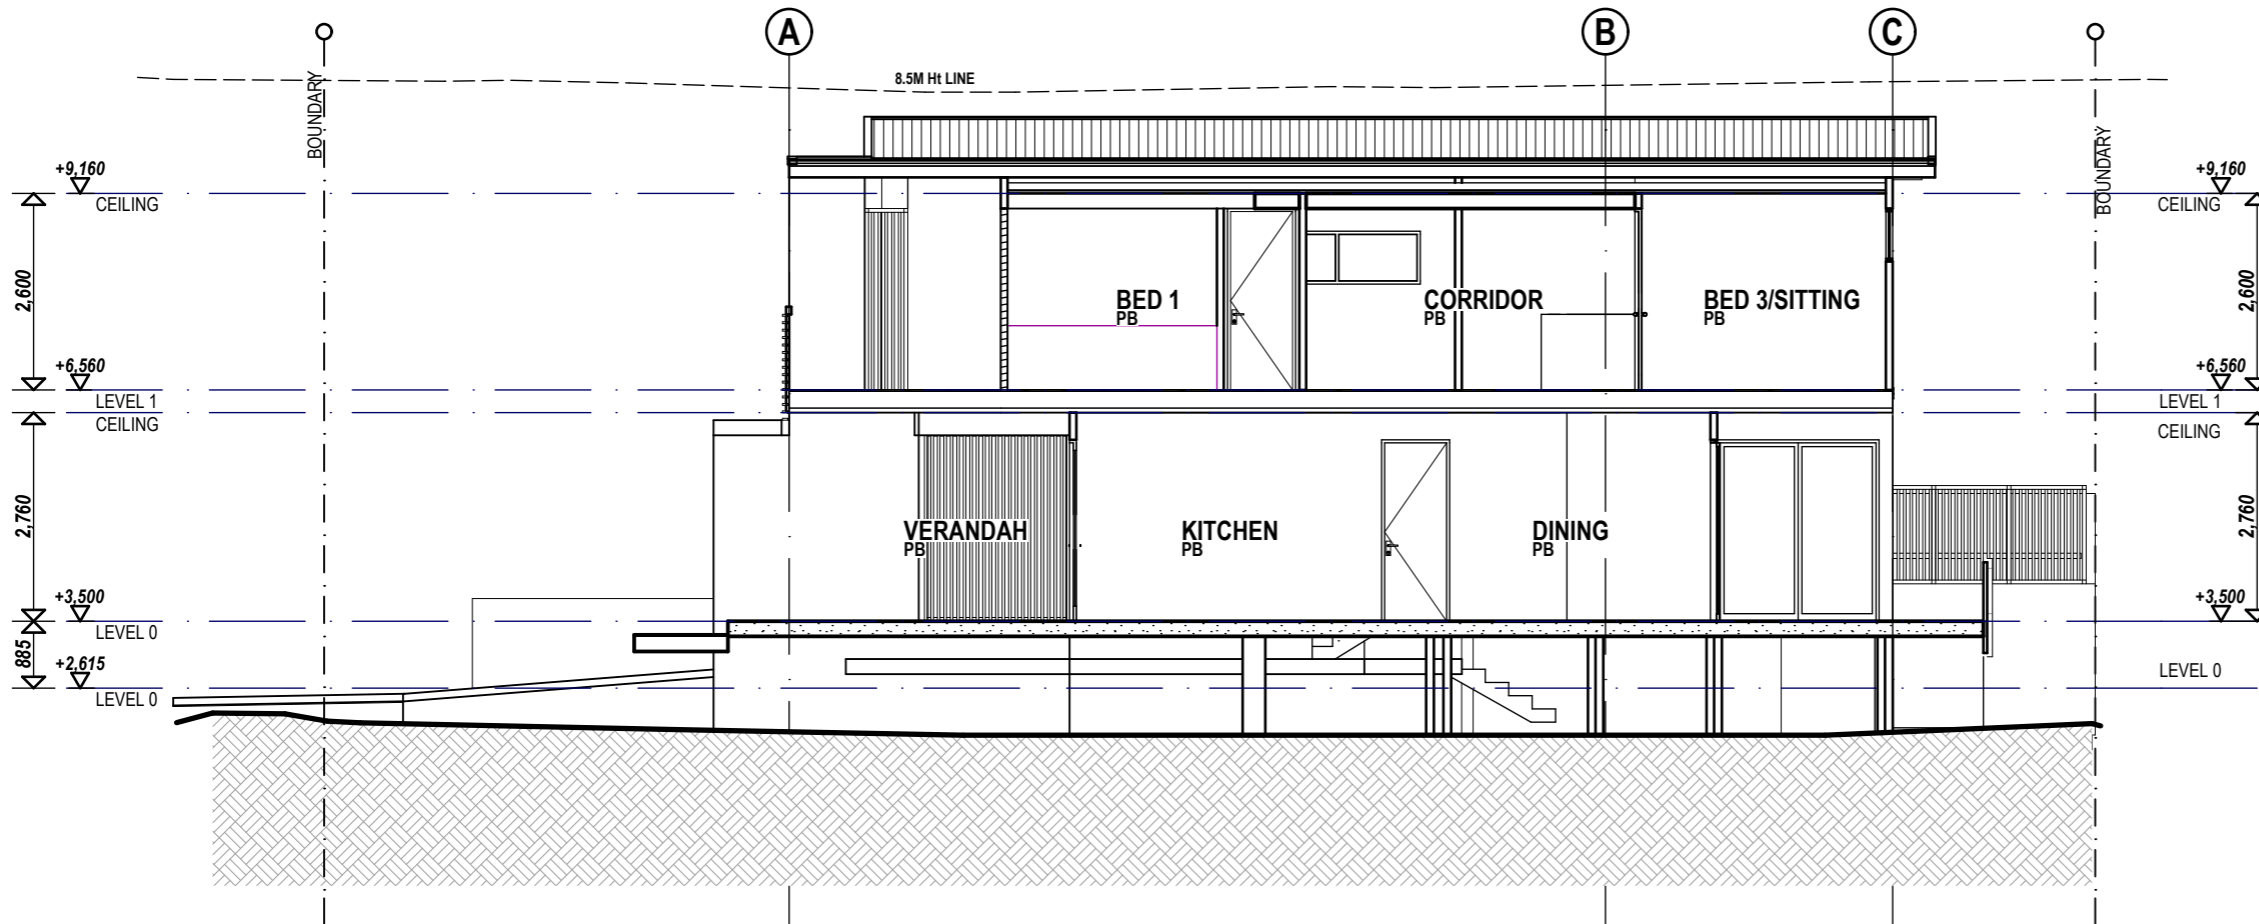 A
B
C
8.5M Ht LINE
BOUNDARY
BOUNDARY
+9,160
CEILING
+9,160
CEILING
2,600
2,600
BED 1
PB
CORRIDOR
PB
BED 3/SITTING
PB
+6,560
LEVEL 1
CEILING
+6,560
LEVEL 1
CEILING
2,760
2,760
VERANDAH
PB
KITCHEN
PB
DINING
PB
+3,500
LEVEL 0
+3,500
885
+2,615
LEVEL 0
LEVEL 0